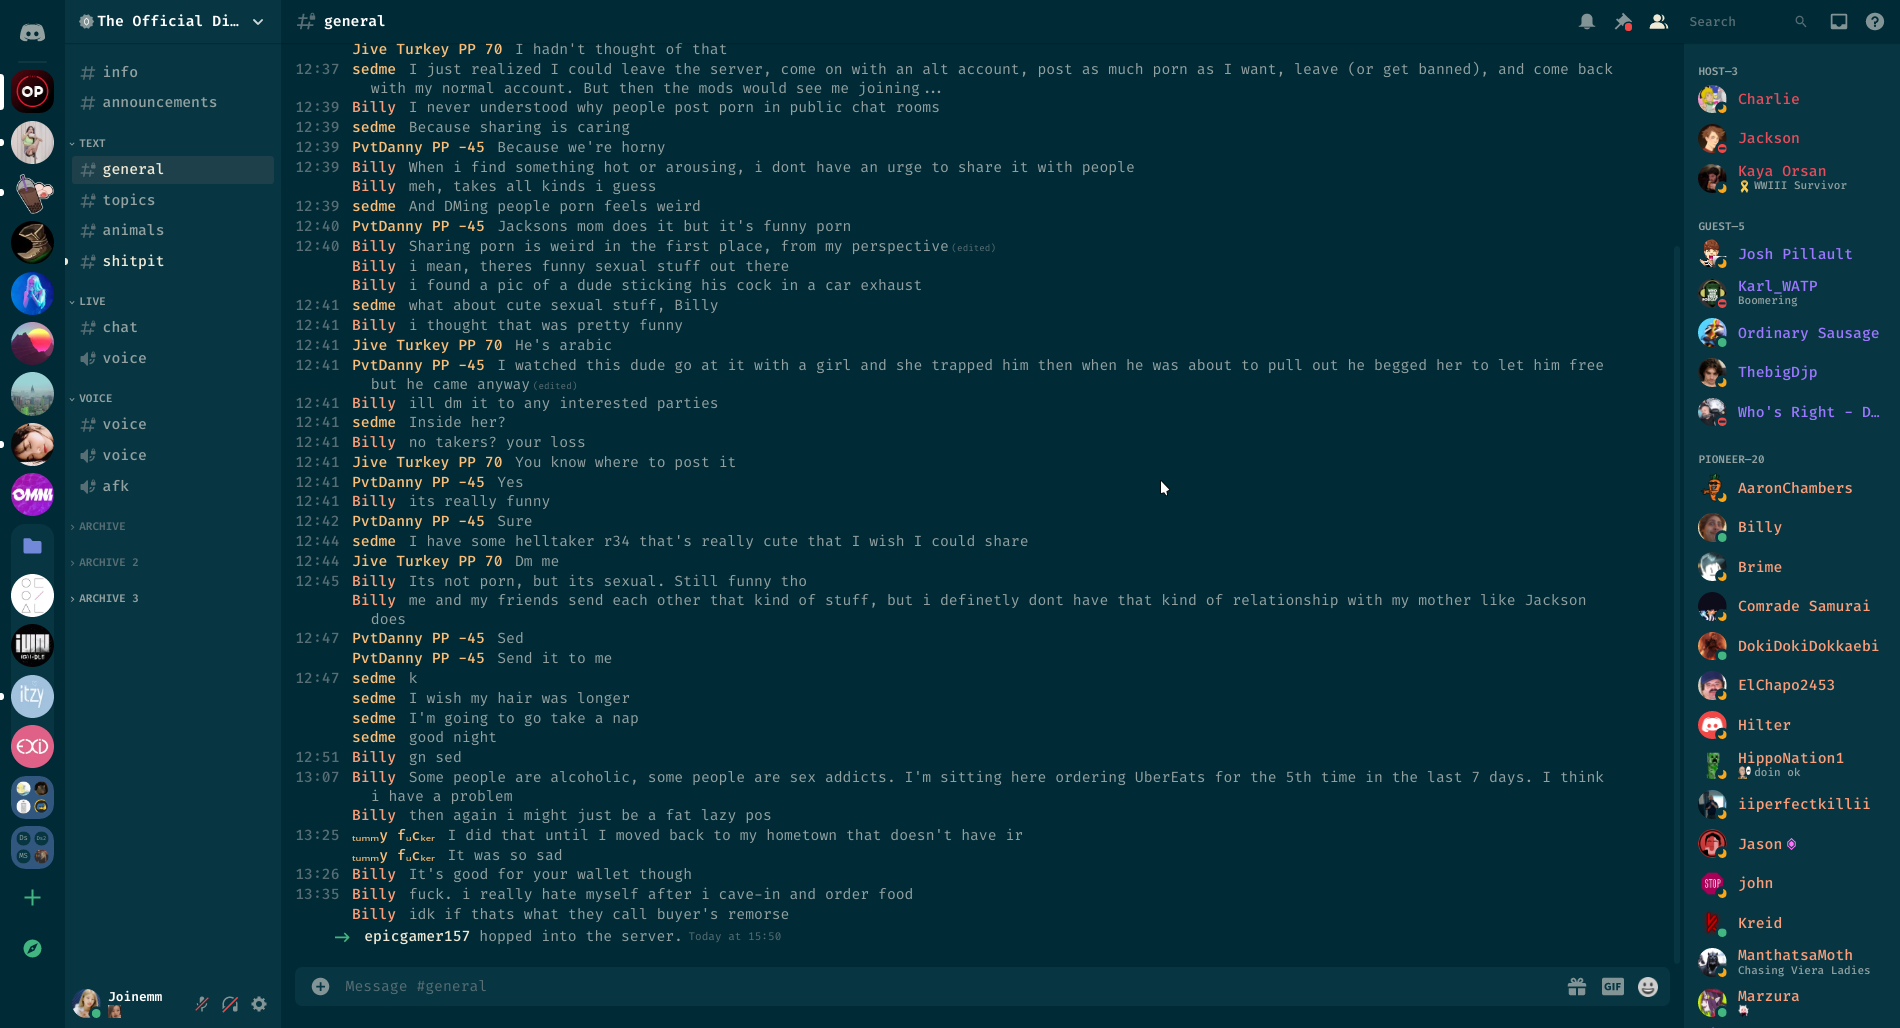 The Official Di...
general
Search
info
announcements
TEXT
general
topics
animals
shitpit
LIVE
chat
voice
VOICE
voice
voice
afk
ARCHIVE
ARCHIVE 2
ARCHIVE 3
OP
OMNI
itzy
EXID
Joinemm
Jive Turkey PP 70 I hadn't thought of that
12:37 sedme I just realized I could leave the server, come on with an alt account, post as much porn as I want, leave (or get banned), and come back
with my normal account. But then the mods would see me joining...
12:39 Billy I never understood why people post porn in public chat rooms
12:39 sedme Because sharing is caring
12:39 PvtDanny PP -45 Because we're horny
12:39 Billy When i find something hot or arousing, i dont have an urge to share it with people
Billy meh, takes all kinds i guess
12:39 sedme And DMing people porn feels weird
12:40 PvtDanny PP -45 Jacksons mom does it but it's funny porn
12:40 Billy Sharing porn is weird in the first place, from my perspective (edited)
Billy i mean, theres funny sexual stuff out there
Billy i found a pic of a dude sticking his cock in a car exhaust
12:41 sedme what about cute sexual stuff, Billy
12:41 Billy i thought that was pretty funny
12:41 Jive Turkey PP 70 He's arabic
12:41 PvtDanny PP -45 I watched this dude go at it with a girl and she trapped him then when he was about to pull out he begged her to let him free
but he came anyway (edited)
12:41 Billy ill dm it to any interested parties
12:41 sedme Inside her?
12:41 Billy no takers? your loss
12:41 Jive Turkey PP 70 You know where to post it
12:41 PvtDanny PP -45 Yes
12:41 Billy its really funny
12:42 PvtDanny PP -45 Sure
12:44 sedme I have some helltaker r34 that's really cute that I wish I could share
12:44 Jive Turkey PP 70 Dm me
12:45 Billy Its not porn, but its sexual. Still funny tho
Billy me and my friends send each other that kind of stuff, but i definetly dont have that kind of relationship with my mother like Jackson
does
12:47 PvtDanny PP -45 Sed
PvtDanny PP -45 Send it to me
12:47 sedme k
sedme I wish my hair was longer
sedme I'm going to go take a nap
sedme good night
12:51 Billy gn sed
13:07 Billy Some people are alcoholic, some people are sex addicts. I'm sitting here ordering UberEats for the 5th time in the last 7 days. I think
i have a problem
Billy then again i might just be a fat lazy pos
13:25 ₜᵤₘₘy fᵤcₖₑᵣ I did that until I moved back to my hometown that doesn't have ir
ₜᵤₘₘy fᵤcₖₑᵣ It was so sad
13:26 Billy It's good for your wallet though
13:35 Billy fuck. i really hate myself after i cave-in and order food
Billy idk if thats what they call buyer's remorse
epicgamer157 hopped into the server. Today at 15:50
Message #general
GIF
HOST—3
Charlie
Jackson
Kaya Orsan
WWIII Survivor
GUEST—5
Josh Pillault
Karl_WATP
Boomering
Ordinary Sausage
ThebigDjp
Who's Right - D...
PIONEER—20
AaronChambers
Billy
Brime
Comrade Samurai
DokiDokiDokkaebi
ElChapo2453
Hilter
HippoNation1
doin ok
iiperfectkillii
Jason
STOP
john
Kreid
ManthatsaMoth
Chasing Viera Ladies
Marzura